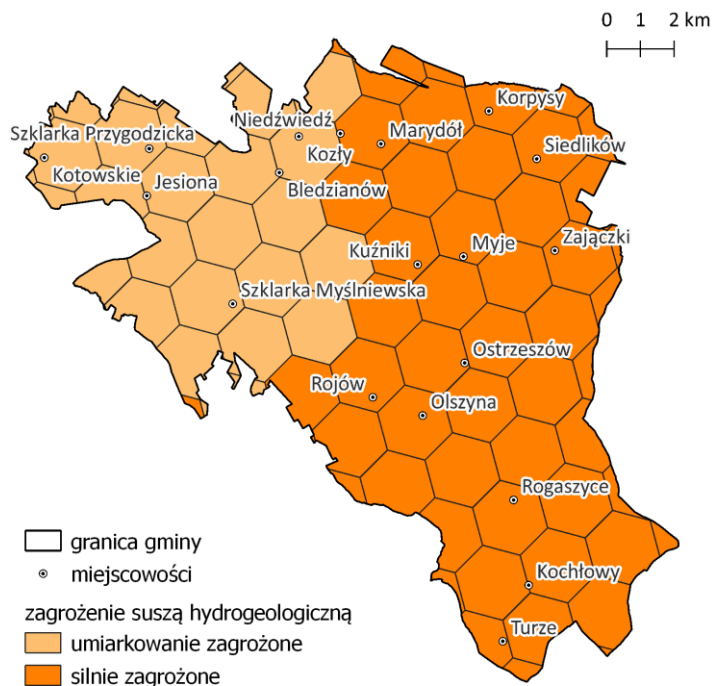 0 1 2 km
Korpysy
Niedźwiedź
Szklarka Przygodzicka
Marydół
Kozły
Siedlików
Kotowskie
Jesiona
Bledzianów
Kuźniki
Myje
Zajączki
Szklarka Myślniewska
Ostrzeszów
Rojów
Olszyna
Rogaszyce
granica gminy
miejscowości
Kochłowy
zagrożenie suszą hydrogeologiczną
Turze
umiarkowanie zagrożone
silnie zagrożone